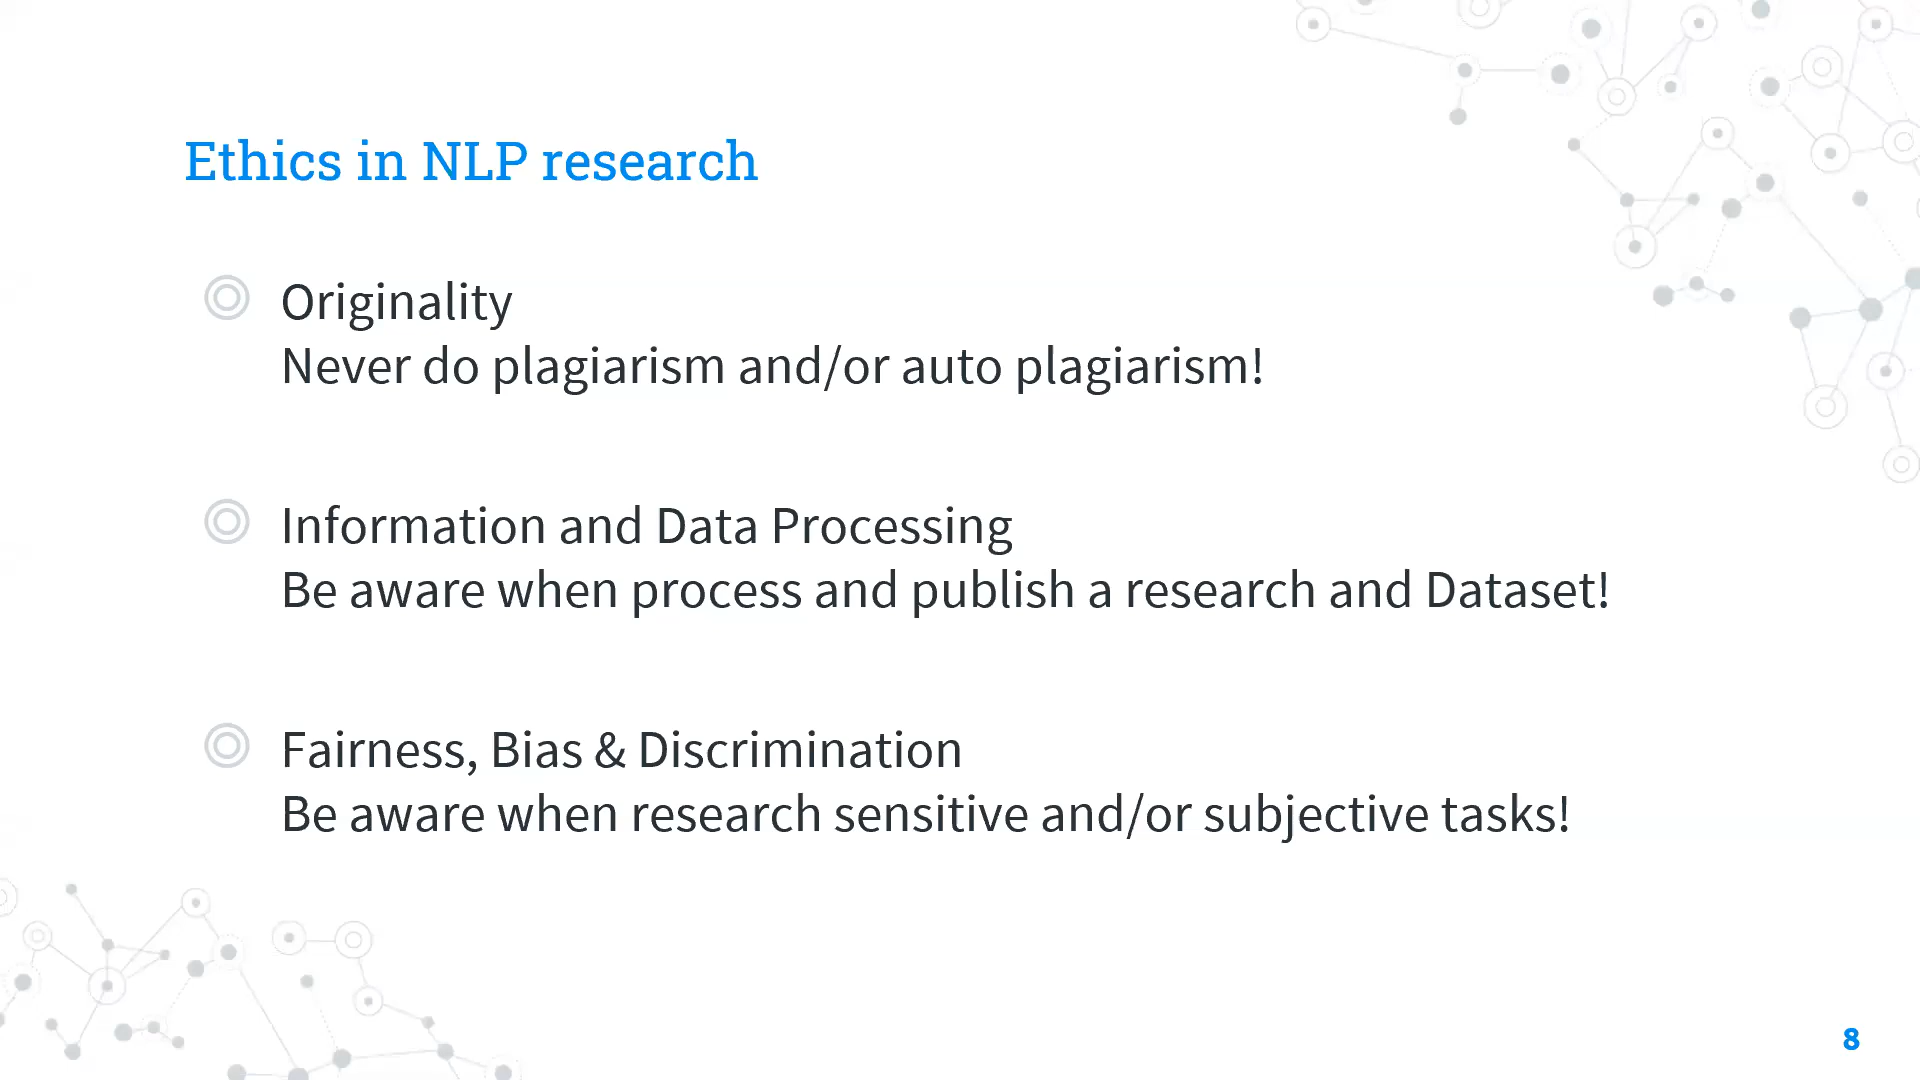 Ethics in NLP research
Originality
Never do plagiarism and/or auto plagiarism!
Information and Data Processing
Be aware when process and publish a research and Dataset!
Fairness, Bias & Discrimination
Be aware when research sensitive and/or subjective tasks!
8